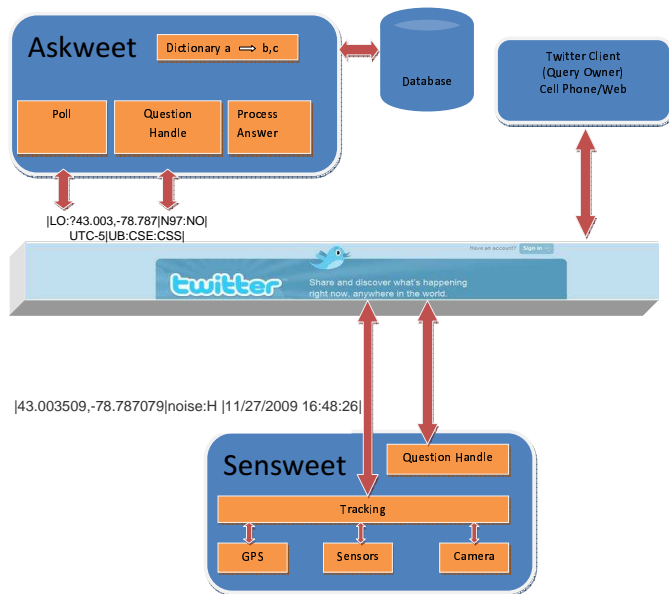 Askweet
Dictionary a ⟹ b,c
Poll
Question
Handle
Process
Answer
Database
Twitter Client
(Query Owner)
Cell Phone/Web
|LO:?43.003,-78.787|N97:NO|
UTC-5|UB:CSE:CSS|
Have an account? Sign in
twitter
Share and discover what's happening
right now, anywhere in the world.
|43.003509,-78.787079|noise:H |11/27/2009 16:48:26|
Sensweet
Question Handle
Tracking
GPS
Sensors
Camera